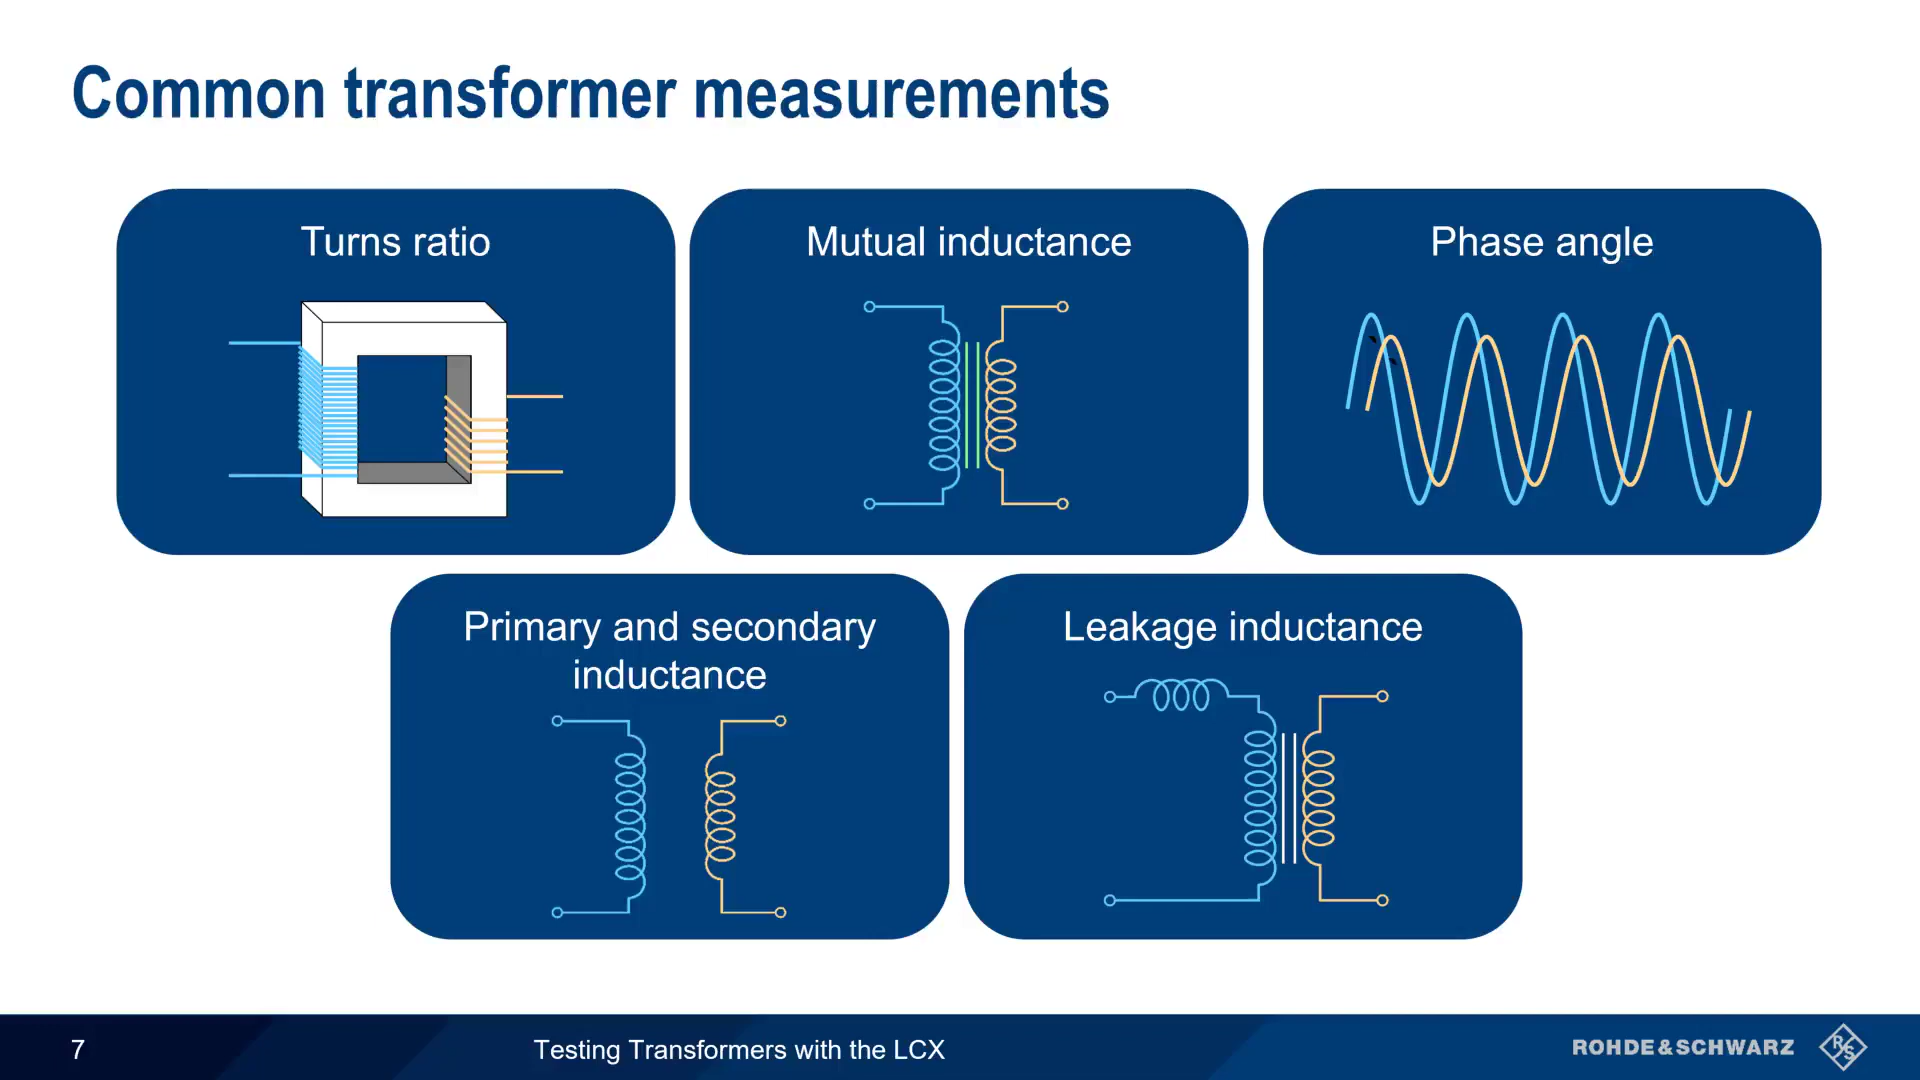 Common transformer measurements
Turns ratio
Mutual inductance
Phase angle
Primary and secondary
inductance
Leakage inductance
7
Testing Transformers with the LCX
ROHDE&SCHWARZ
R&S